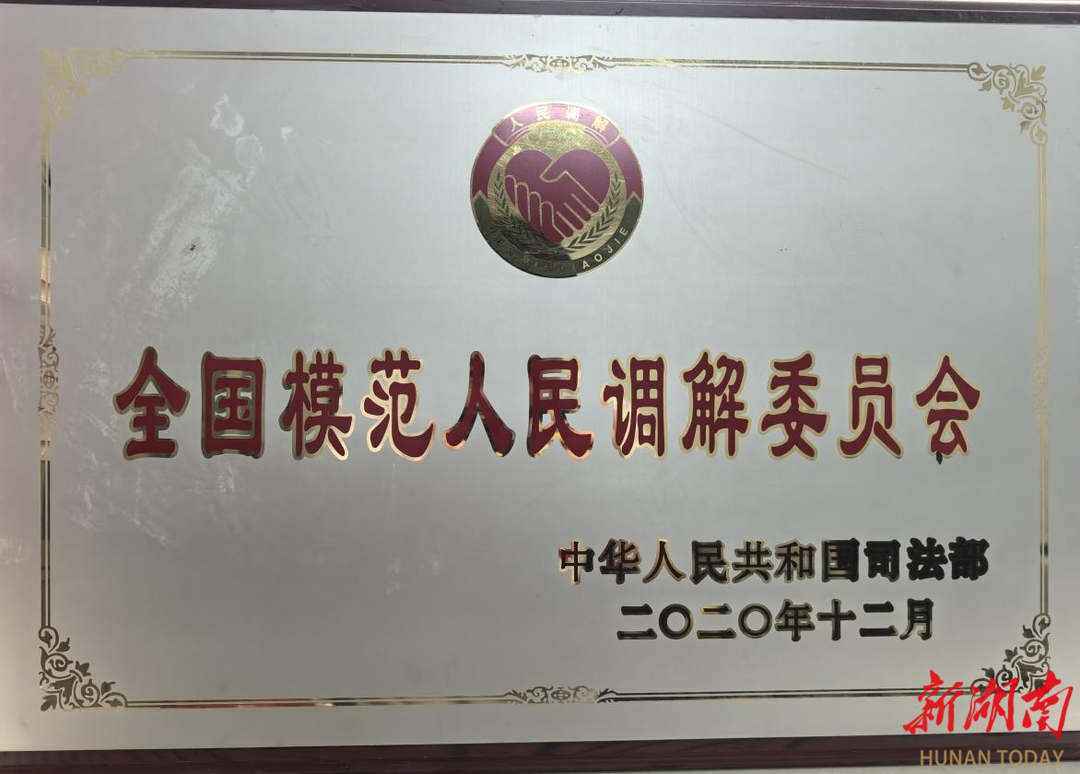 人民调解
AOJIE
全国模范人民调解委员会
中华人民共和国司法部
二〇二〇年十二月
新湖南
HUNAN TODAY